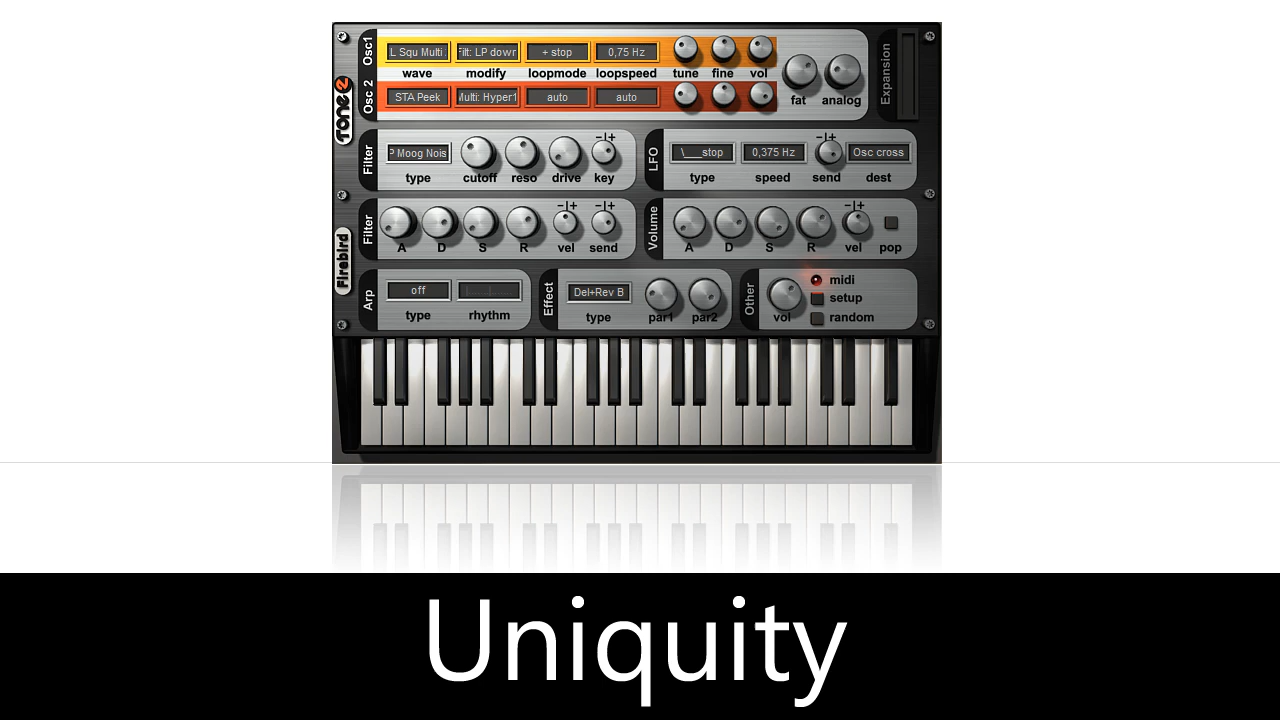 Osc1
L Squ Multi
Filt: LP down
+ stop
0,75 Hz
wave modify loopmode loopspeed tune fine vol
Osc 2
STA Peek
Multi: Hyper1
auto
auto
fat analog
Expansion
Tone2
Filter
P Moog Nois
- | +
type cutoff reso drive key
LFO
\___stop
0,375 Hz
- | +
Osc cross
type speed send dest
Filter
- | + - | +
A D S R vel send
Volume
- | +
A D S R vel pop
Firebird
Arp
off
type rhythm
Effect
Del+Rev B
type par1 par2
Other
vol
midi
setup
random
Uniquity